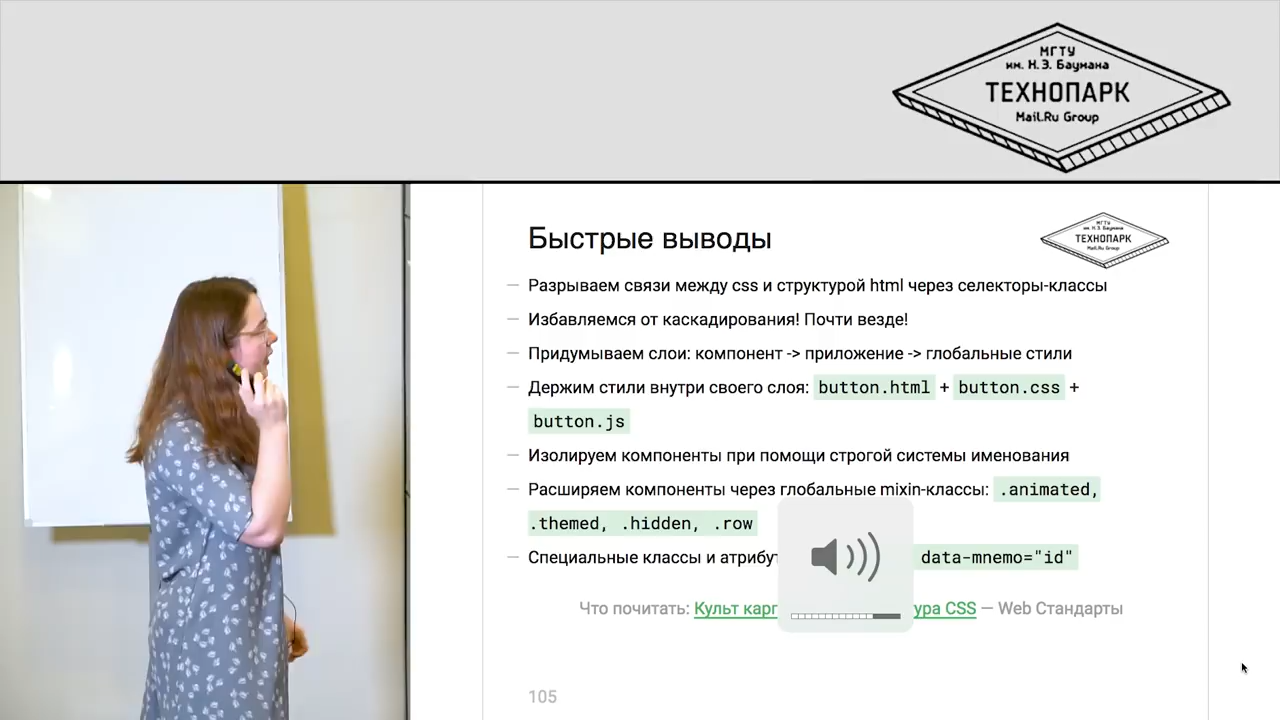 МГТУ
им. Н.Э. Баумана
ТЕХНОПАРК
Mail.Ru Group
Быстрые выводы
МГТУ
им. Н.Э. Баумана
ТЕХНОПАРК
Mail.Ru Group
— Разрываем связи между css и структурой html через селекторы-классы
— Избавляемся от каскадирования! Почти везде!
— Придумываем слои: компонент -> приложение -> глобальные стили
— Держим стили внутри своего слоя: button.html + button.css +
button.js
— Изолируем компоненты при помощи строгой системы именования
— Расширяем компоненты через глобальные mixin-классы: .animated,
.themed, .hidden, .row
— Специальные классы и data-mnemo="id"
Что почитать: Культ CSS — Web Стандарты
105